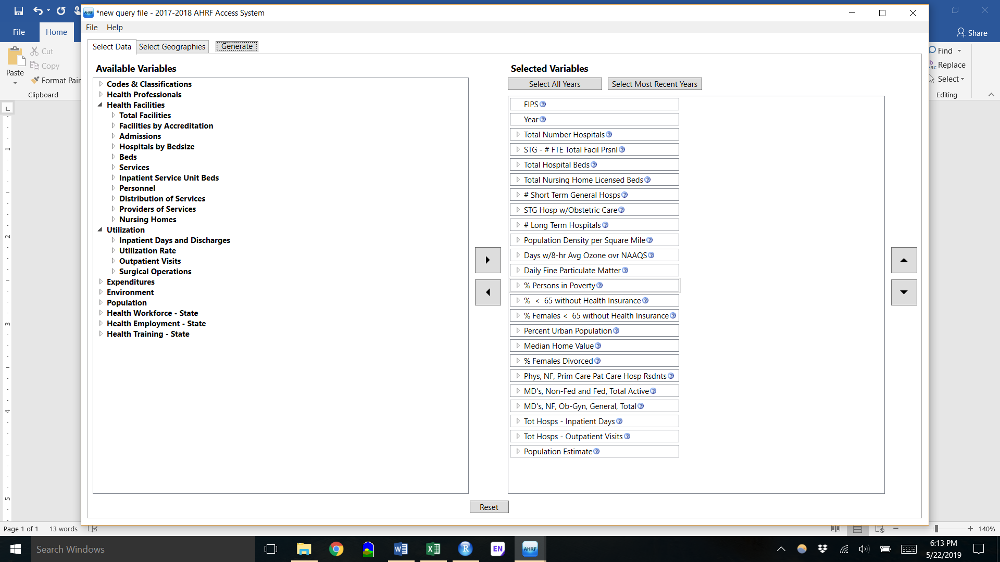 *new query file - 2017-2018 AHRF Access System
File Home
Share
File Help
Cut
Copy
Paste
Format Pair
Clipboard
Find
Replace
Select
Editing
Select Data Select Geographies Generate
Available Variables
Codes & Classifications
Health Professionals
Health Facilities
Total Facilities
Facilities by Accreditation
Admissions
Hospitals by Bedsize
Beds
Services
Inpatient Service Unit Beds
Personnel
Distribution of Services
Providers of Services
Nursing Homes
Utilization
Inpatient Days and Discharges
Utilization Rate
Outpatient Visits
Surgical Operations
Expenditures
Environment
Population
Health Workforce - State
Health Employment - State
Health Training - State
Selected Variables
Select All Years Select Most Recent Years
FIPS
Year
Total Number Hospitals
STG - # FTE Total Facil Prsnl
Total Hospital Beds
Total Nursing Home Licensed Beds
# Short Term General Hosps
STG Hosp w/Obstetric Care
# Long Term Hospitals
Population Density per Square Mile
Days w/8-hr Avg Ozone ovr NAAQS
Daily Fine Particulate Matter
% Persons in Poverty
% < 65 without Health Insurance
% Females < 65 without Health Insurance
Percent Urban Population
Median Home Value
% Females Divorced
Phys, NF, Prim Care Pat Care Hosp Rsdnts
MD's, Non-Fed and Fed, Total Active
MD's, NF, Ob-Gyn, General, Total
Tot Hosps - Inpatient Days
Tot Hosps - Outpatient Visits
Population Estimate
Reset
1
2
3
4
5
Page 1 of 1 13 words
140%
Search Windows
EN
AHRF
6:13 PM
5/22/2019